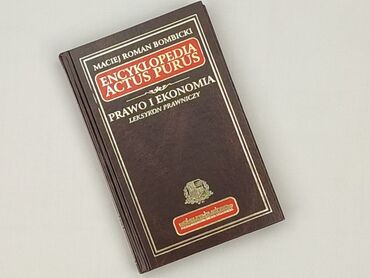 MACIEJ ROMAN BOMBICKI
ENCYKLOPEDIA
ACTUS PURUS
PRAWO I EKONOMIA
LEKSYKON PRAWNICZY